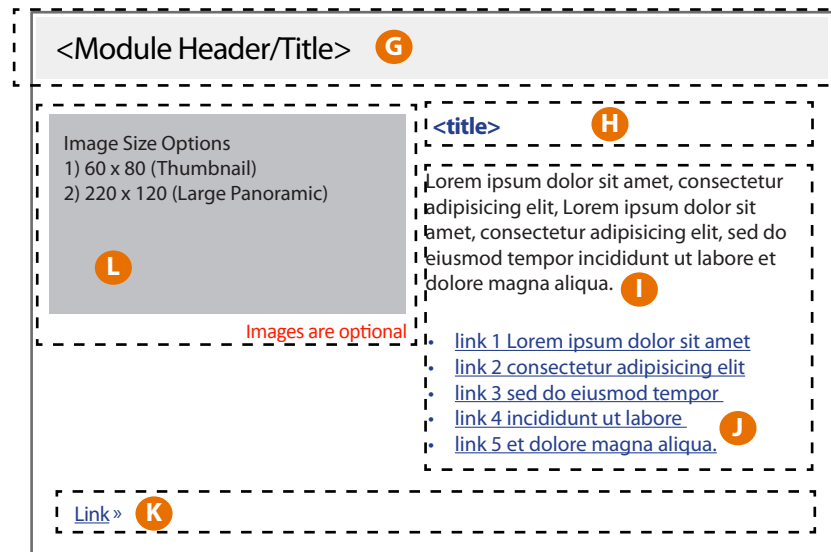 <Module Header/Title> G
Image Size Options
1) 60 x 80 (Thumbnail)
2) 220 x 120 (Large Panoramic)
L
Images are optional
<title> H
Lorem ipsum dolor sit amet, consectetur
adipisicing elit, Lorem ipsum dolor sit
amet, consectetur adipisicing elit, sed do
eiusmod tempor incididunt ut labore et
dolore magna aliqua. I
• link 1 Lorem ipsum dolor sit amet
• link 2 consectetur adipisicing elit
• link 3 sed do eiusmod tempor
• link 4 incididunt ut labore J
• link 5 et dolore magna aliqua.
Link » K